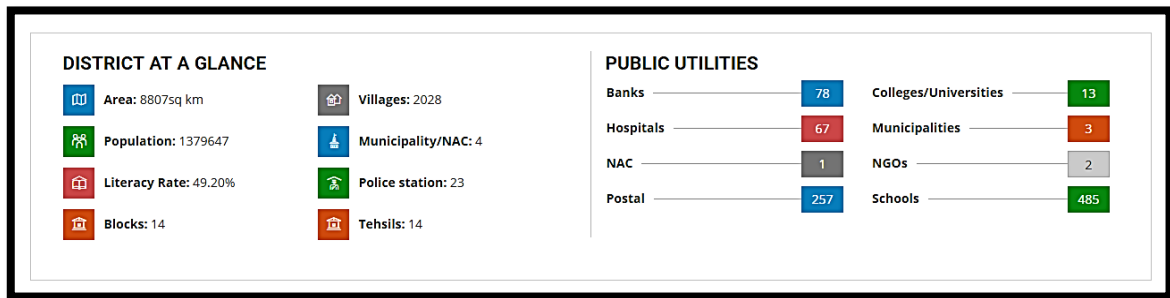 DISTRICT AT A GLANCE
Area: 8807sq km
Villages: 2028
Population: 1379647
Municipality/NAC: 4
Literacy Rate: 49.20%
Police station: 23
Blocks: 14
Tehsils: 14
PUBLIC UTILITIES
Banks 78
Colleges/Universities 13
Hospitals 67
Municipalities 3
NAC 1
NGOs 2
Postal 257
Schools 485